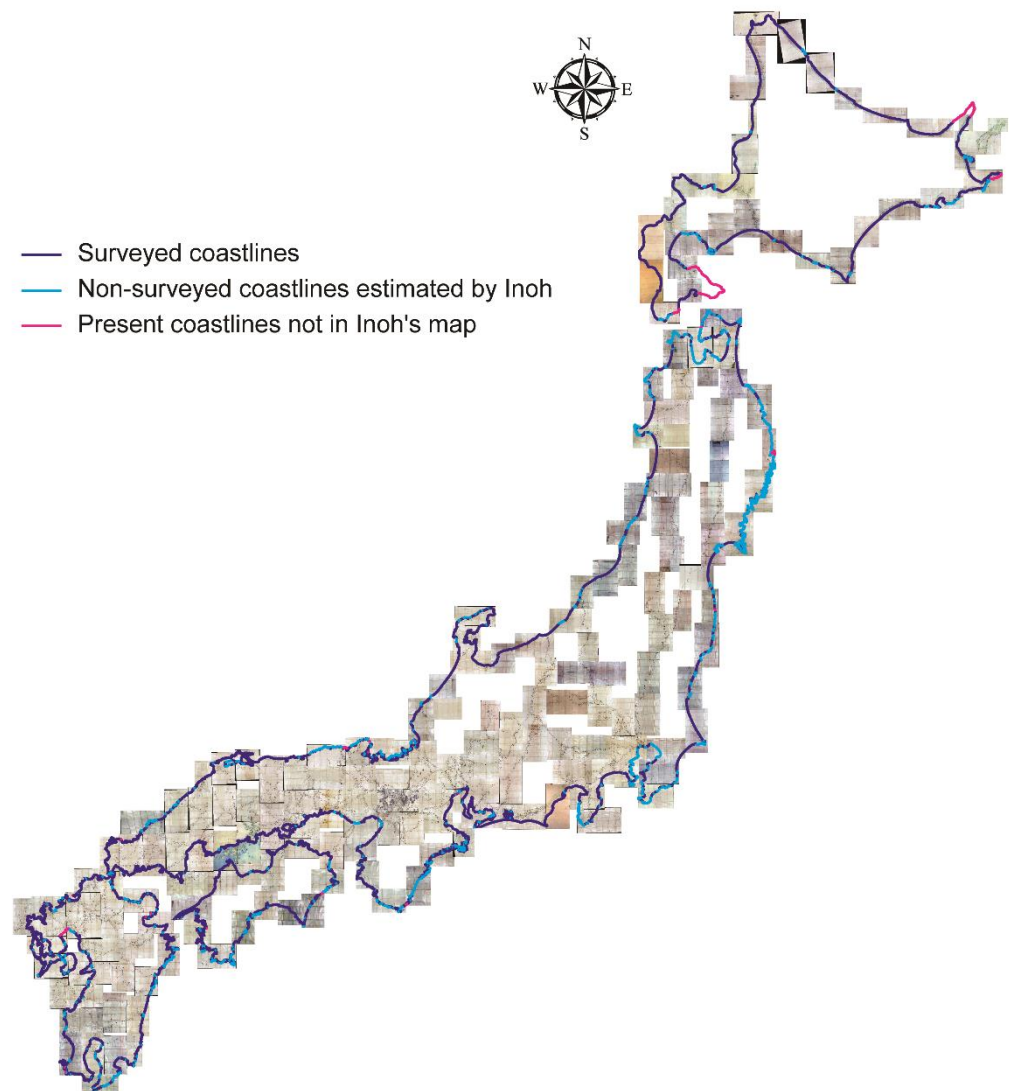 N
W E
S
Surveyed coastlines
Non-surveyed coastlines estimated by Inoh
Present coastlines not in Inoh's map